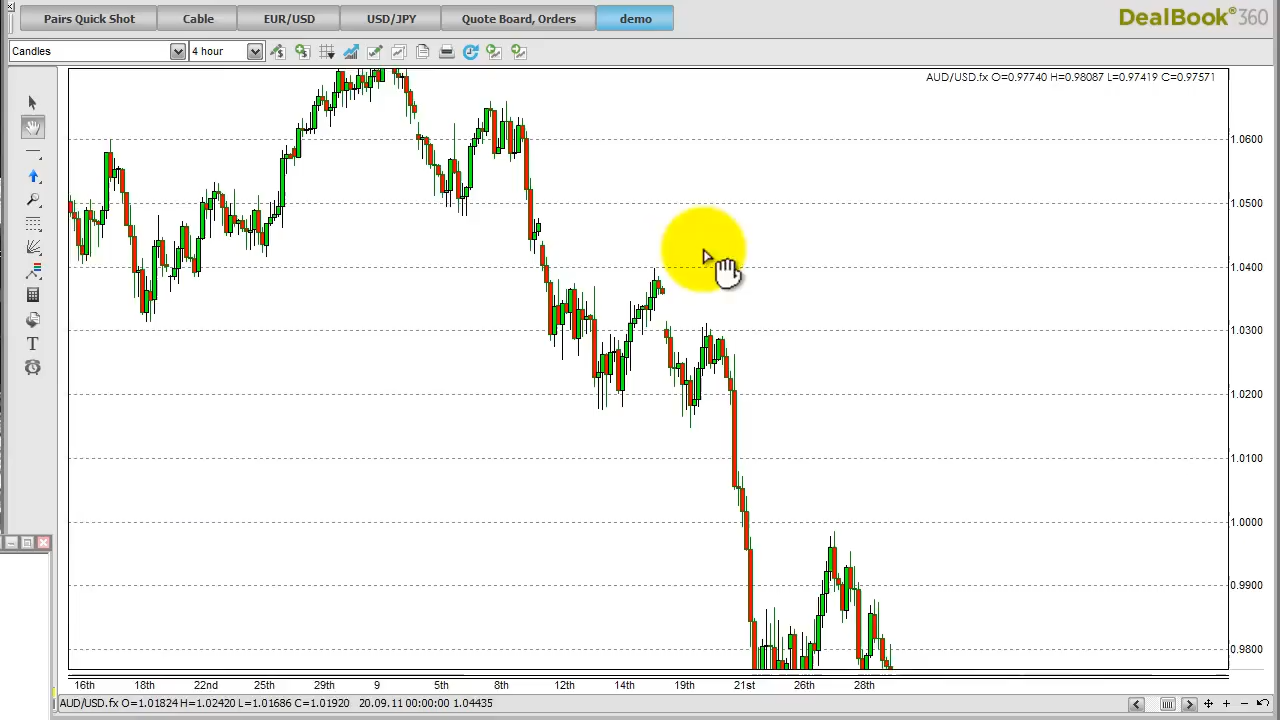 Pairs Quick Shot Cable EUR/USD USD/JPY Quote Board, Orders demo DealBook®360
Candles 4 hour
AUD/USD.fx O=0.97740 H=0.98087 L=0.97419 C=0.97571
1.0600
1.0500
1.0400
1.0300
1.0200
1.0100
1.0000
0.9900
0.9800
T
16th 18th 22nd 25th 29th 9 5th 8th 12th 14th 19th 21st 26th 28th
AUD/USD.fx O=1.01824 H=1.02420 L=1.01686 C=1.01920 20.09.11 00:00:00 1.04435